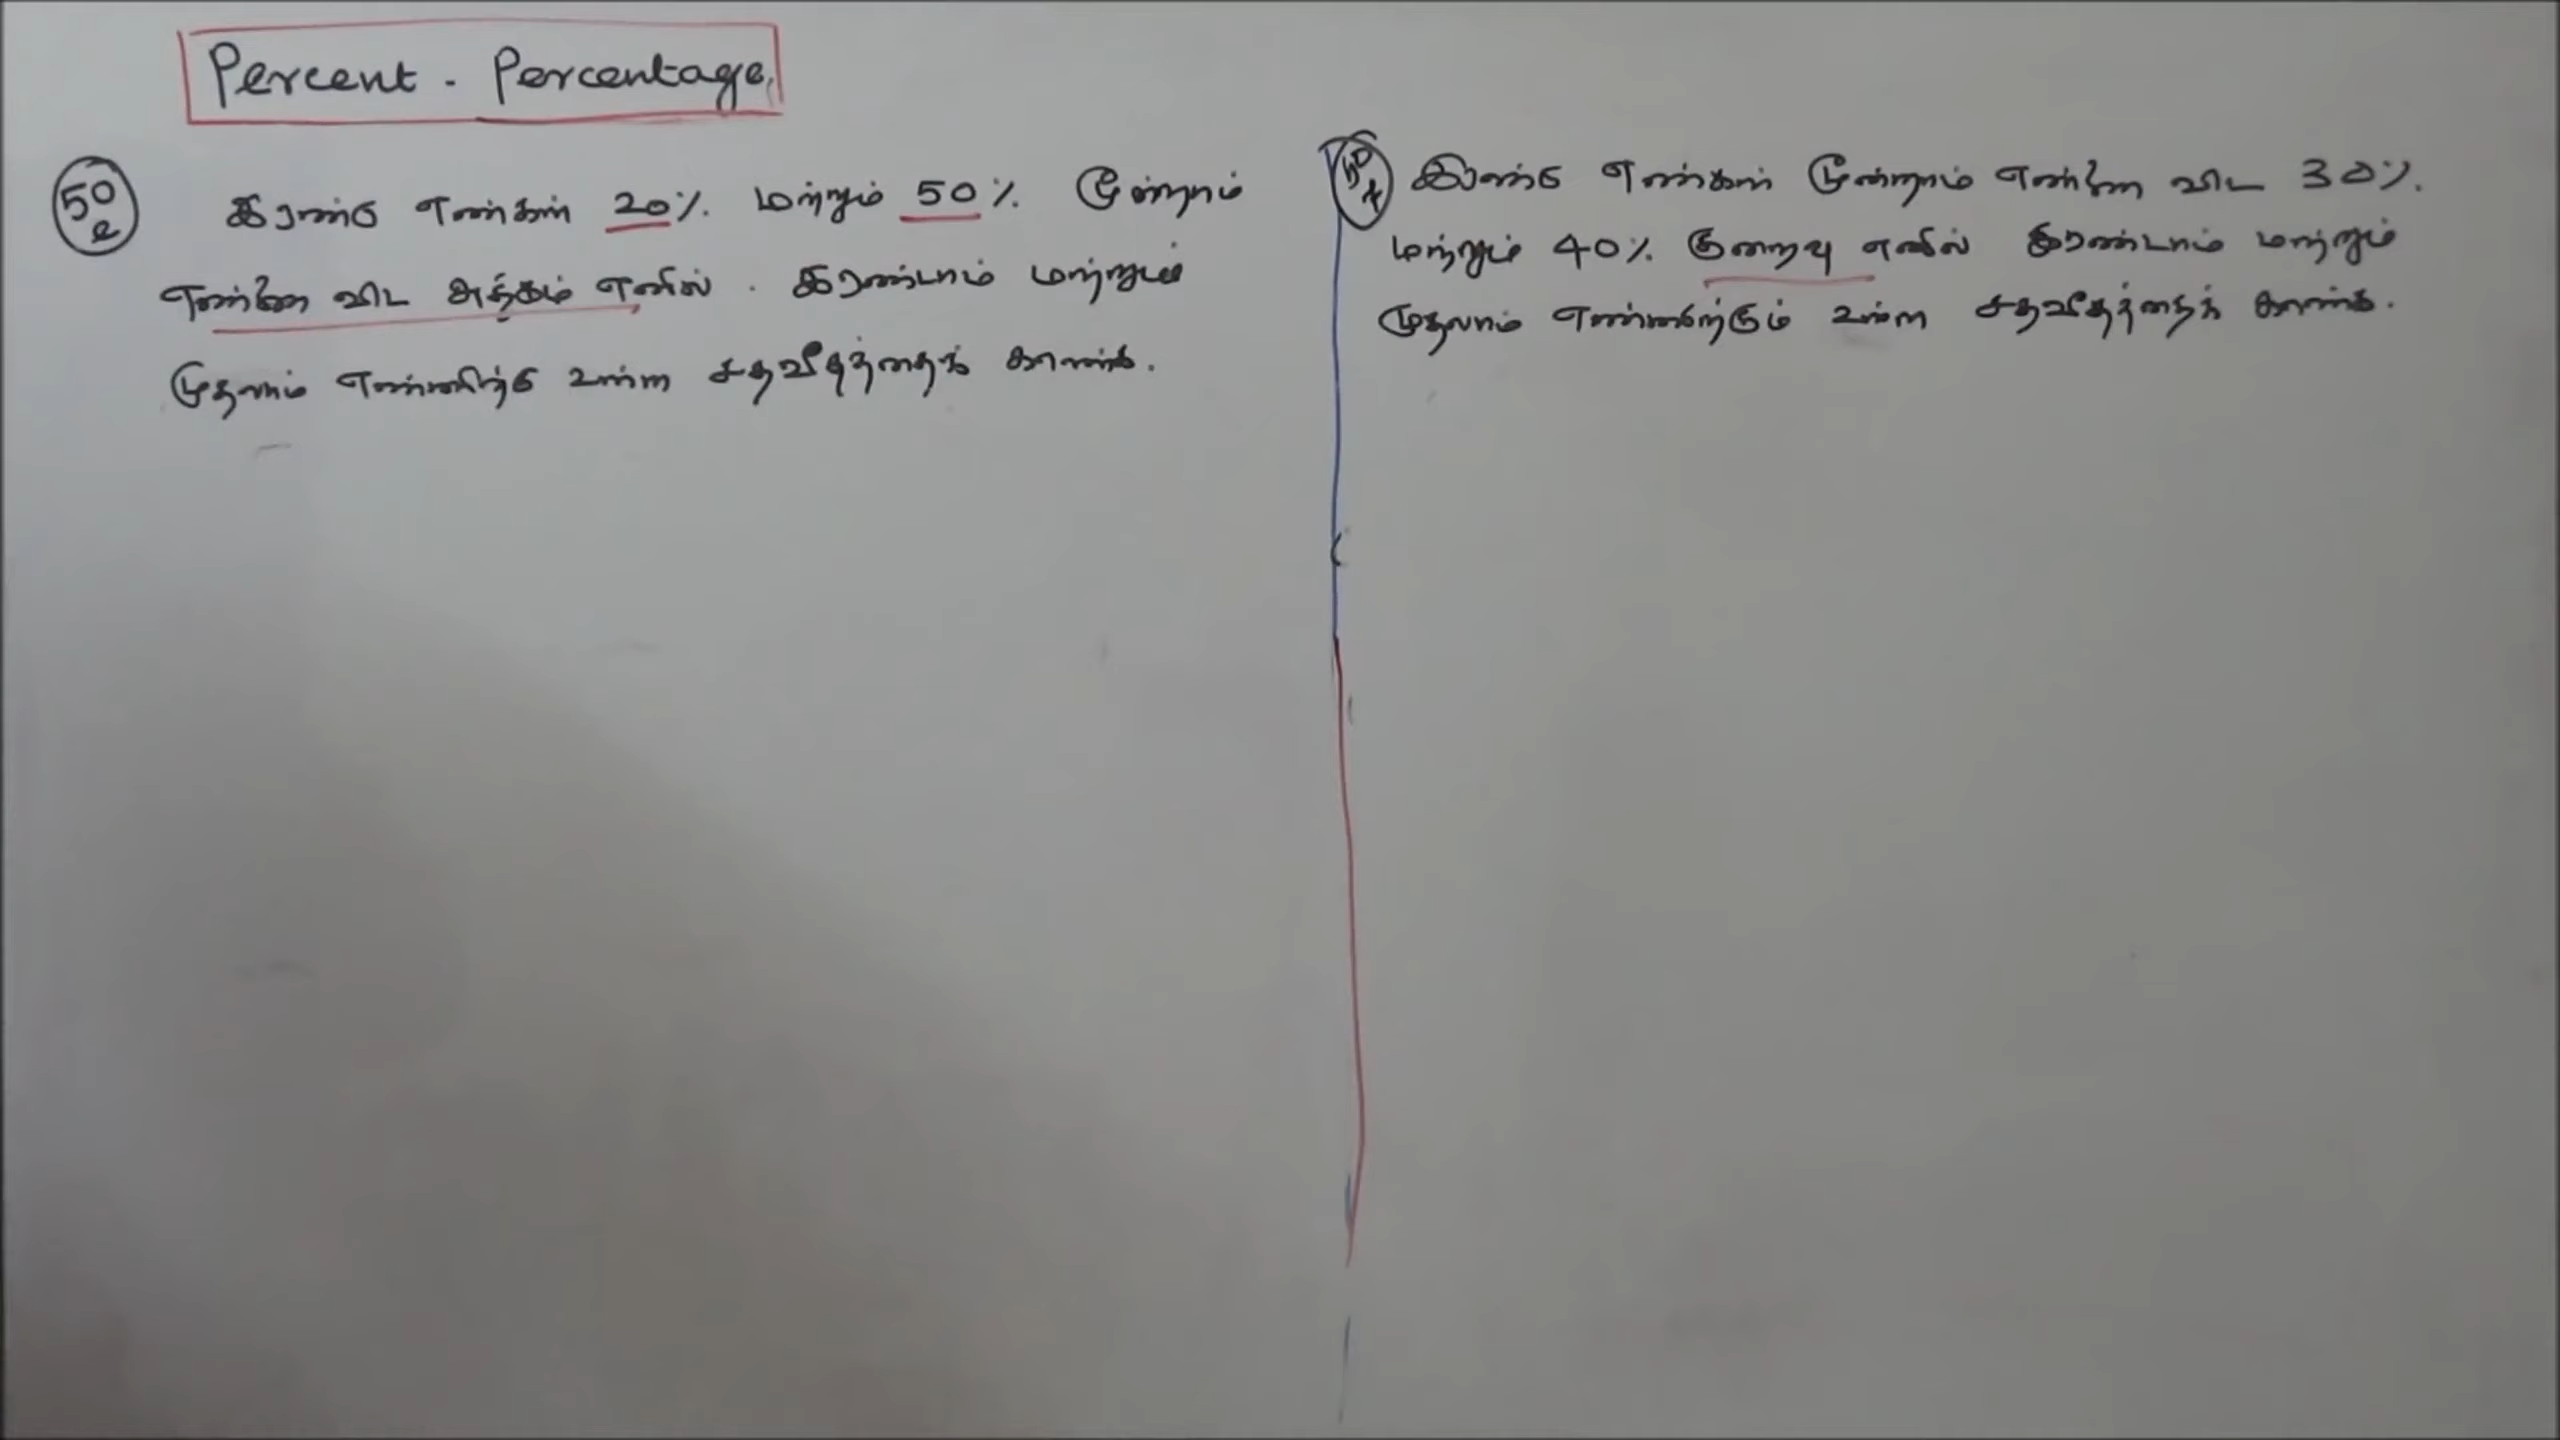 Percent - Percentage
50 e இரண்டு எண்கள் 20% மற்றும் 50% மூன்றாம்
எண்ணை விட அதிகம் எனில். இரண்டாம் மற்றும்
முதலாம் எண்ணிற்கு உள்ள சதவீதத்தைக் காண்க.
50 f இரண்டு எண்கள் மூன்றாம் எண்ணை விட 30%
மற்றும் 40% குறைவு எனில் இரண்டாம் மற்றும்
முதலாம் எண்ணிற்கும் உள்ள சதவீதத்தைக் காண்க.